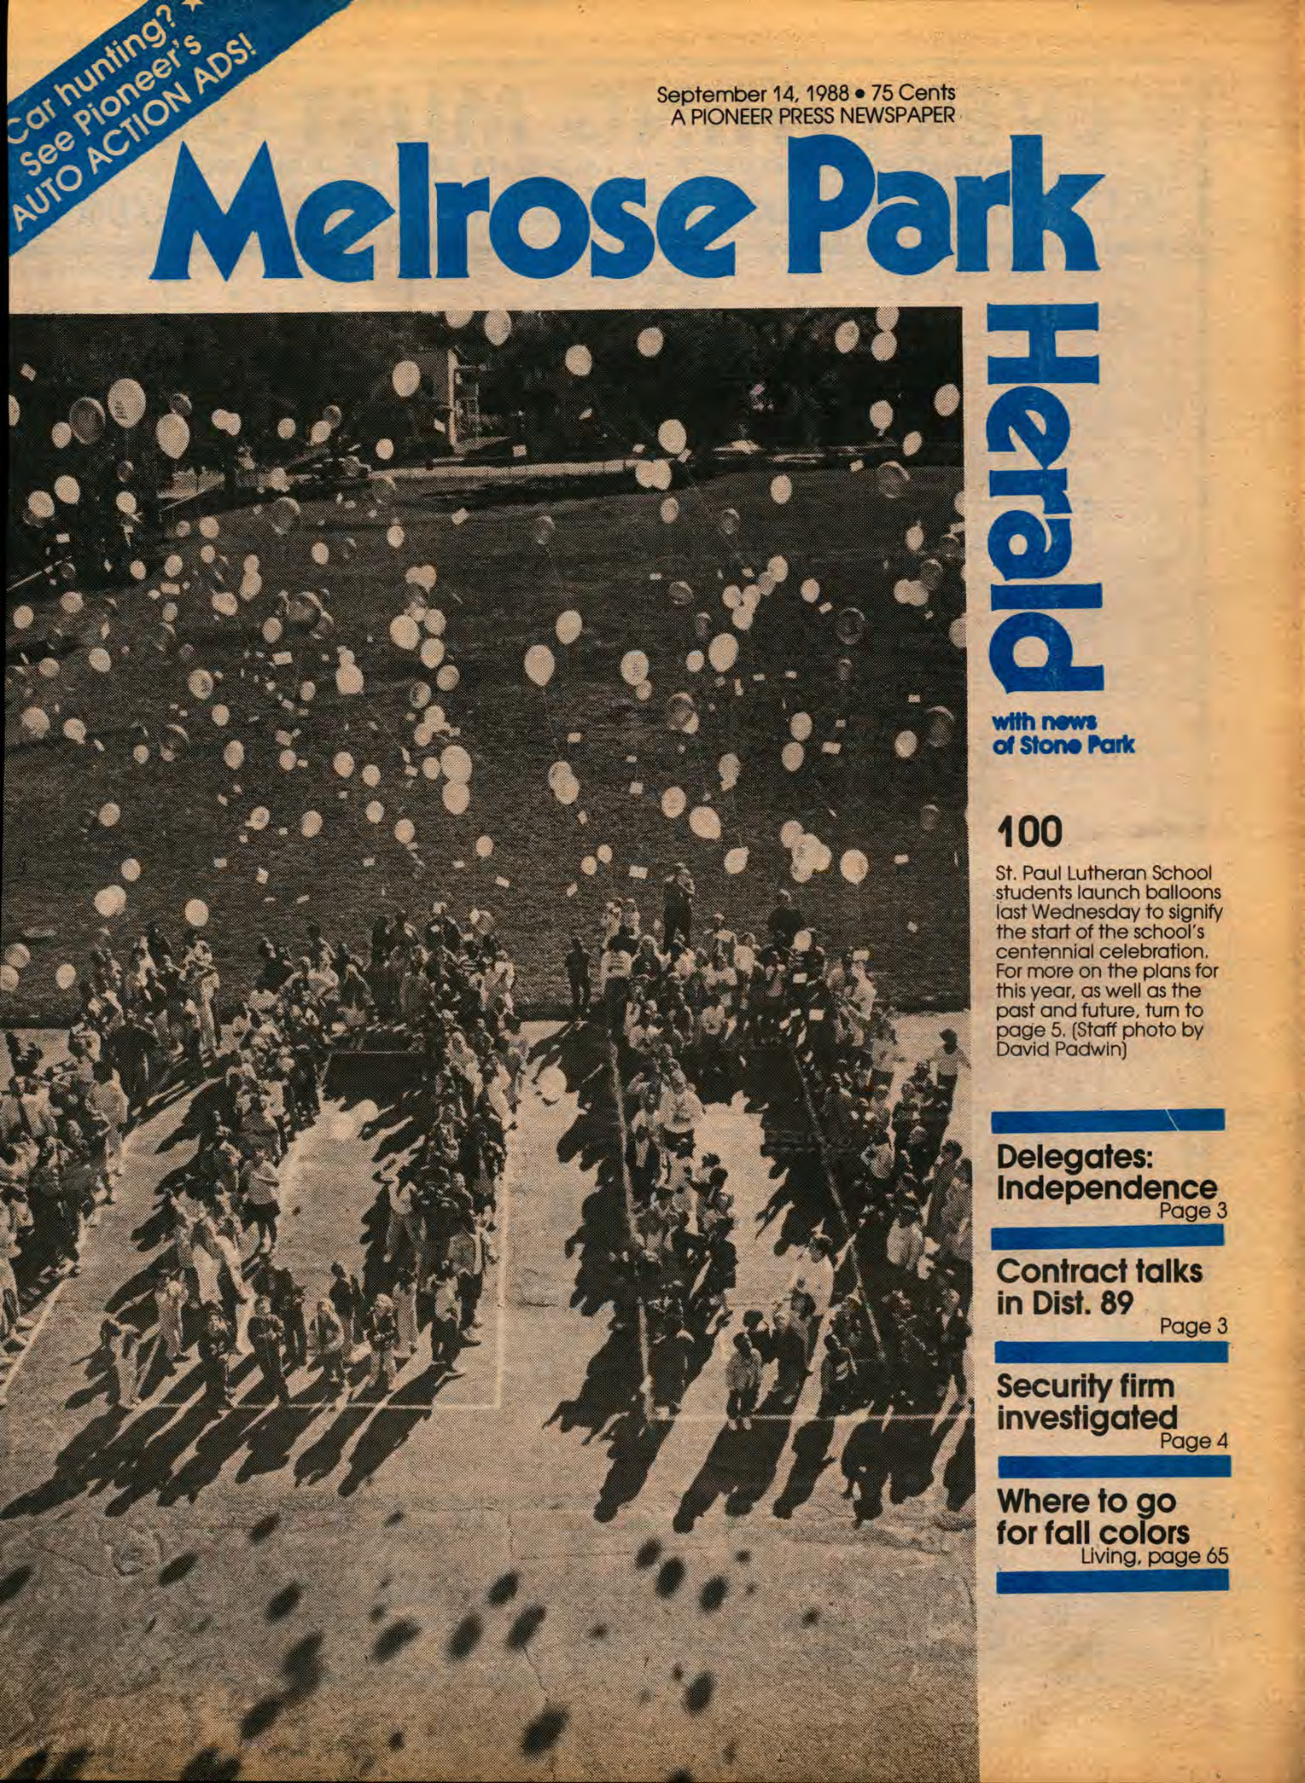 Car hunting?
See Pioneer's
AUTO ACTION ADS!
September 14, 1988 • 75 Cents
A PIONEER PRESS NEWSPAPER
Melrose Park
Herald
with news
of Stone Park
100
St. Paul Lutheran School
students launch balloons
last Wednesday to signify
the start of the school's
centennial celebration.
For more on the plans for
this year, as well as the
past and future, turn to
page 5. (Staff photo by
David Padwin)
Delegates:
Independence
Page 3
Contract talks
in Dist. 89
Page 3
Security firm
investigated
Page 4
Where to go
for fall colors
Living, page 65